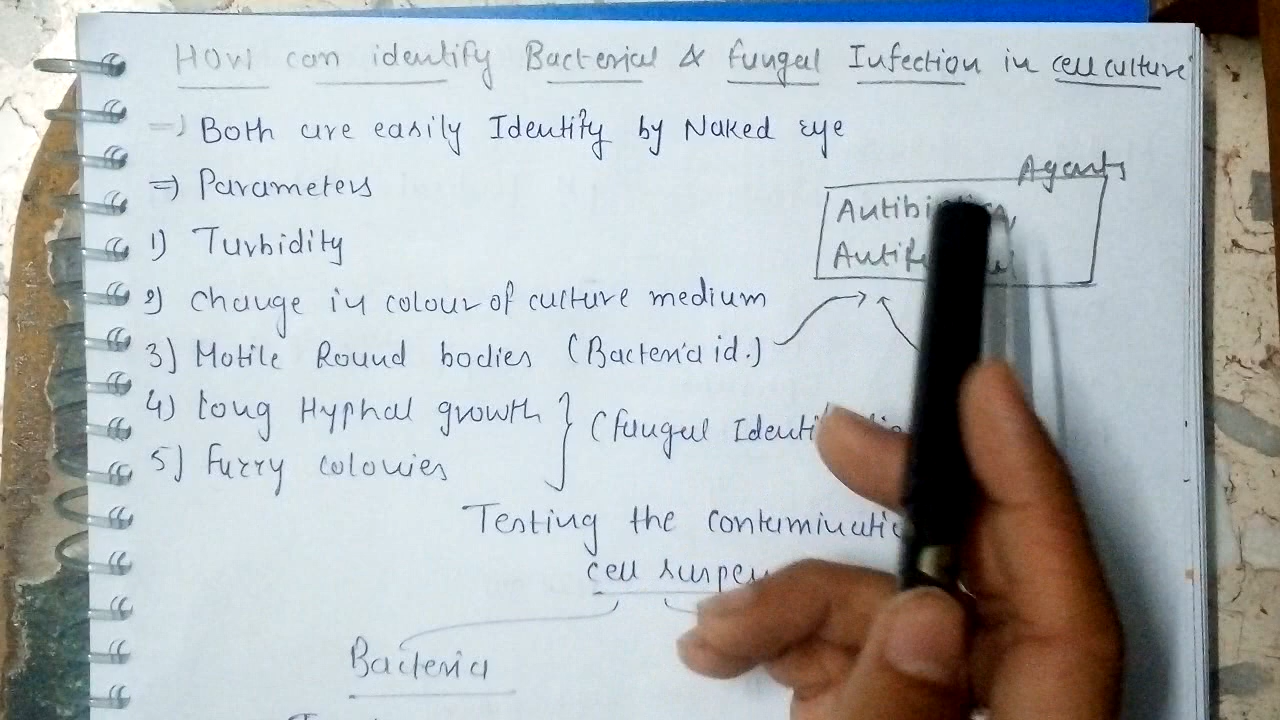 How can identify Bacterial & fungal Infection in cell culture
=) Both are easily Identify by Naked eye
=) Parameters
Agents
1) Turbidity
2) Change in colour of culture medium
3) Motile Round bodies (Bacteria id.)
4) Long Hyphal growth
(fungal
5) Furry colonies
Testing the
cell
Bacteria